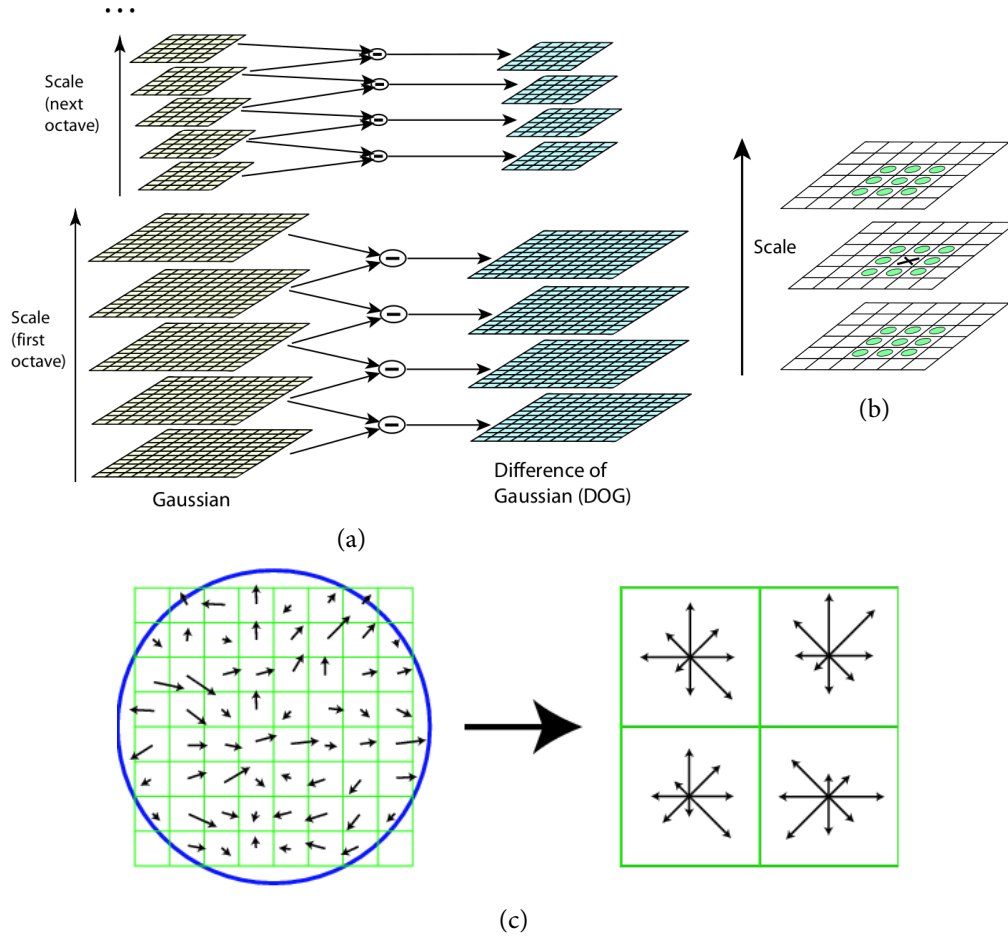 ...
Scale
(next
octave)
Scale
(first
octave)
Gaussian
Difference of
Gaussian (DOG)
(a)
Scale
(b)
(c)